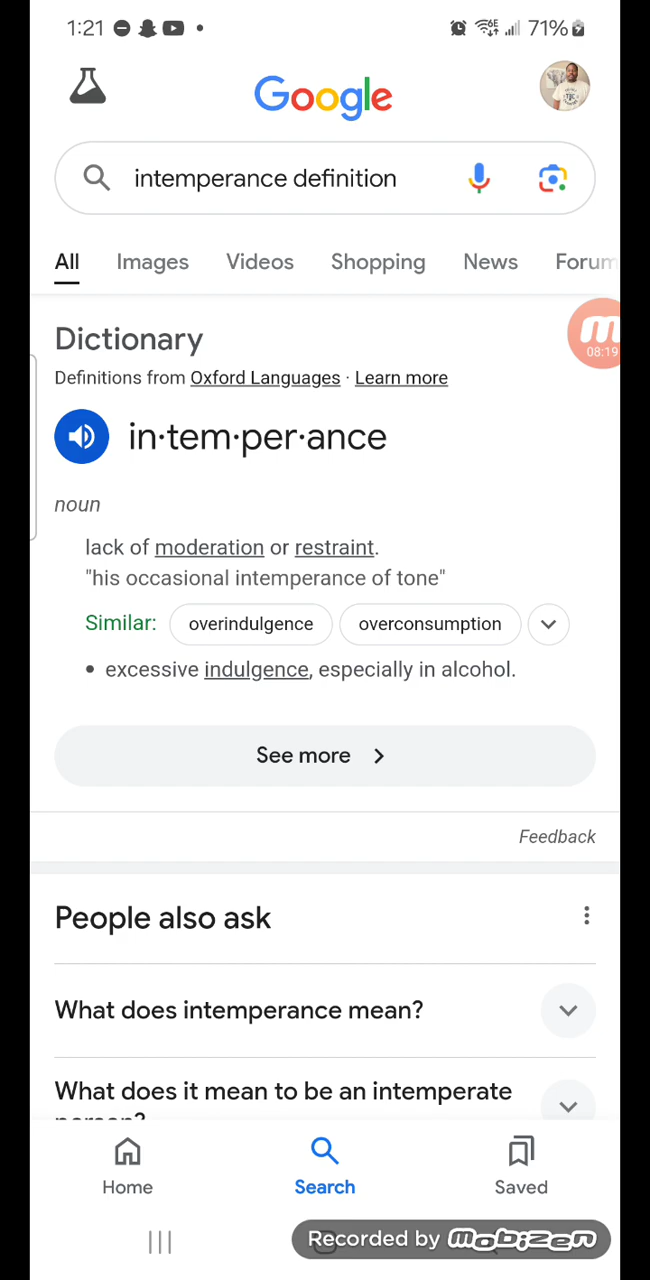 1:21
71%
Google
intemperance definition
All Images Videos Shopping News Forum
Dictionary
08:19
Definitions from Oxford Languages · Learn more
in·tem·per·ance
noun
lack of moderation or restraint.
"his occasional intemperance of tone"
Similar: overindulgence overconsumption
• excessive indulgence, especially in alcohol.
See more
Feedback
People also ask
What does intemperance mean?
What does it mean to be an intemperate
person?
Home Search Saved
Recorded by mobizen